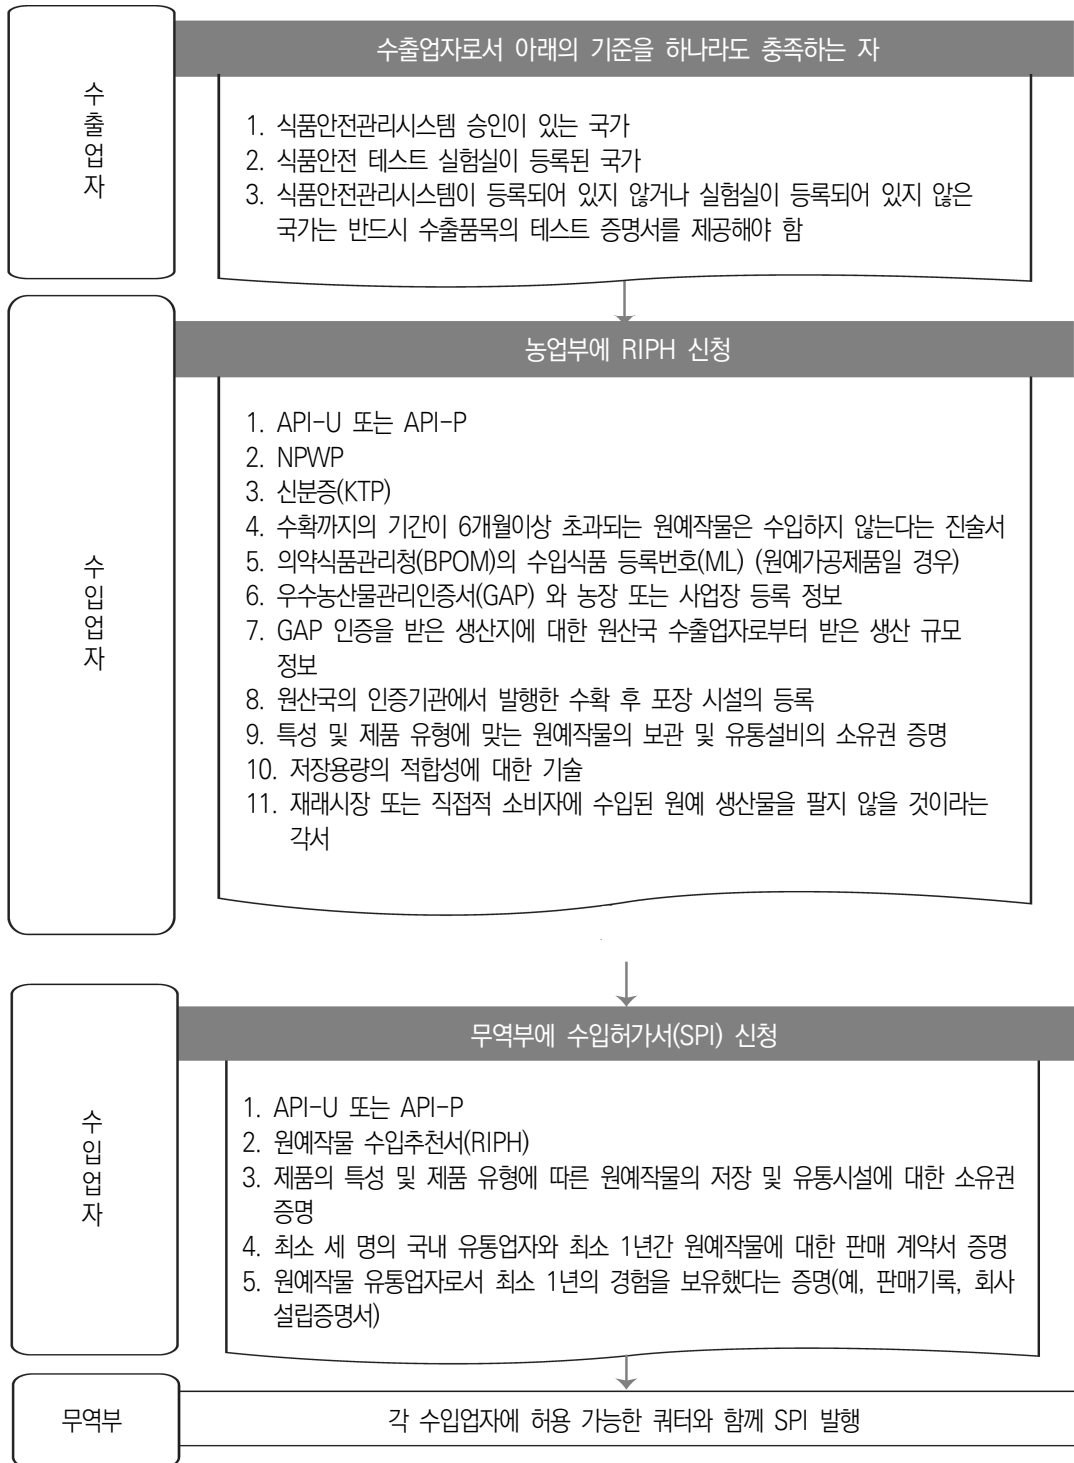 수출업자로서 아래의 기준을 하나라도 충족하는 자
수
출
업
자
1. 식품안전관리시스템 승인이 있는 국가
2. 식품안전 테스트 실험실이 등록된 국가
3. 식품안전관리시스템이 등록되어 있지 않거나 실험실이 등록되어 있지 않은
국가는 반드시 수출품목의 테스트 증명서를 제공해야 함
농업부에 RIPH 신청
수
입
업
자
1. API-U 또는 API-P
2. NPWP
3. 신분증(KTP)
4. 수확까지의 기간이 6개월이상 초과되는 원예작물은 수입하지 않는다는 진술서
5. 의약식품관리청(BPOM)의 수입식품 등록번호(ML) (원예가공제품일 경우)
6. 우수농산물관리인증서(GAP) 와 농장 또는 사업장 등록 정보
7. GAP 인증을 받은 생산지에 대한 원산국 수출업자로부터 받은 생산 규모
정보
8. 원산국의 인증기관에서 발행한 수확 후 포장 시설의 등록
9. 특성 및 제품 유형에 맞는 원예작물의 보관 및 유통설비의 소유권 증명
10. 저장용량의 적합성에 대한 기술
11. 재래시장 또는 직접적 소비자에 수입된 원예 생산물을 팔지 않을 것이라는
각서
무역부에 수입허가서(SPI) 신청
수
입
업
자
1. API-U 또는 API-P
2. 원예작물 수입추천서(RIPH)
3. 제품의 특성 및 제품 유형에 따른 원예작물의 저장 및 유통시설에 대한 소유권
증명
4. 최소 세 명의 국내 유통업자와 최소 1년간 원예작물에 대한 판매 계약서 증명
5. 원예작물 유통업자로서 최소 1년의 경험을 보유했다는 증명(예, 판매기록, 회사
설립증명서)
무역부
각 수입업자에 허용 가능한 쿼터와 함께 SPI 발행